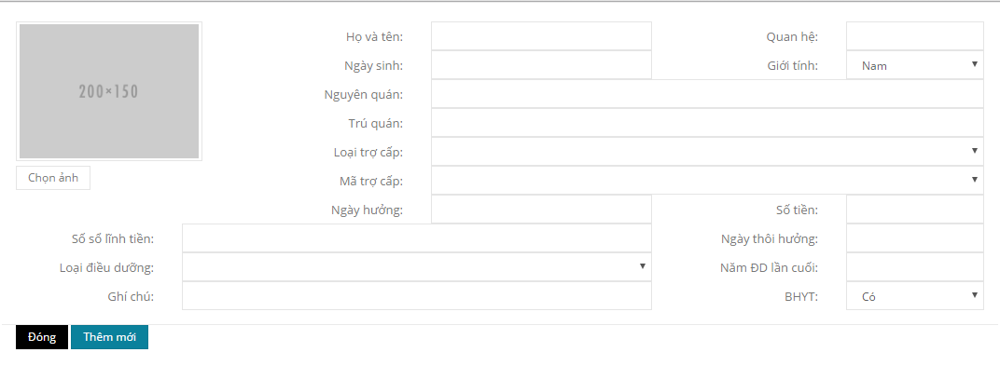 200×150
Chọn ảnh
Họ và tên:
Quan hệ:
Ngày sinh:
Giới tính:
Nam
Nguyên quán:
Trú quán:
Loại trợ cấp:
Mã trợ cấp:
Ngày hưởng:
Số tiền:
Số sổ lĩnh tiền:
Ngày thôi hưởng:
Loại điều dưỡng:
Năm ĐD lần cuối:
Ghí chú:
BHYT:
Có
Đóng
Thêm mới